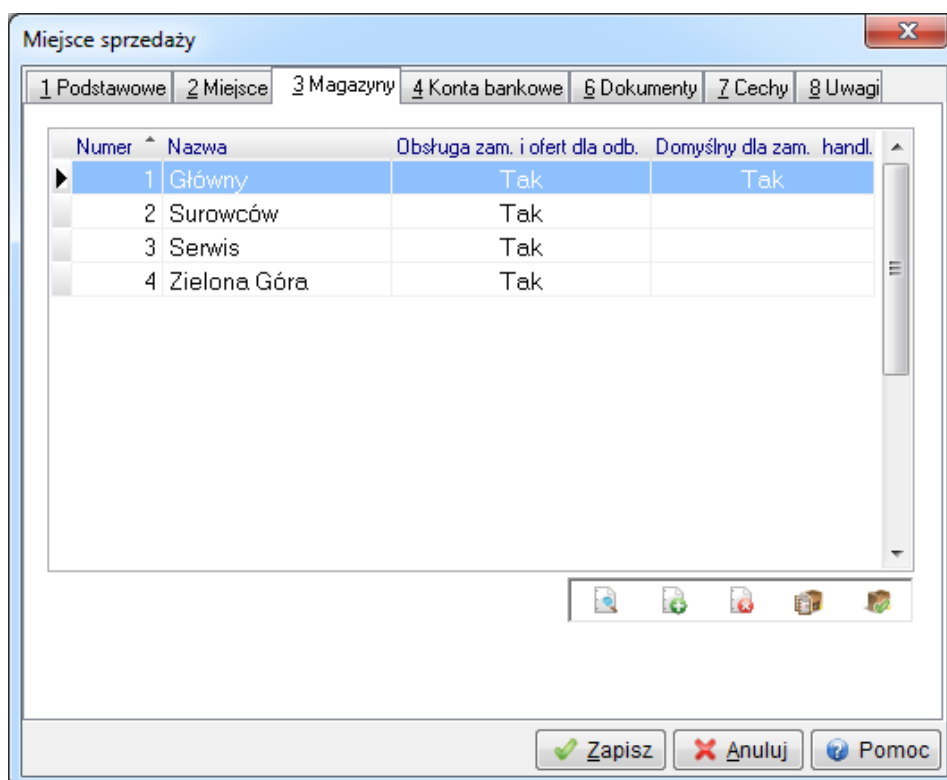 Miejsce sprzedaży
1 Podstawowe 2 Miejsce 3 Magazyny 4 Konta bankowe 6 Dokumenty 7 Cechy 8 Uwagi
Numer Nazwa Obsługa zam. i ofert dla odb. Domyślny dla zam. handl.
1 Główny Tak Tak
2 Surowców Tak
3 Serwis Tak
4 Zielona Góra Tak
Zapisz Anuluj Pomoc